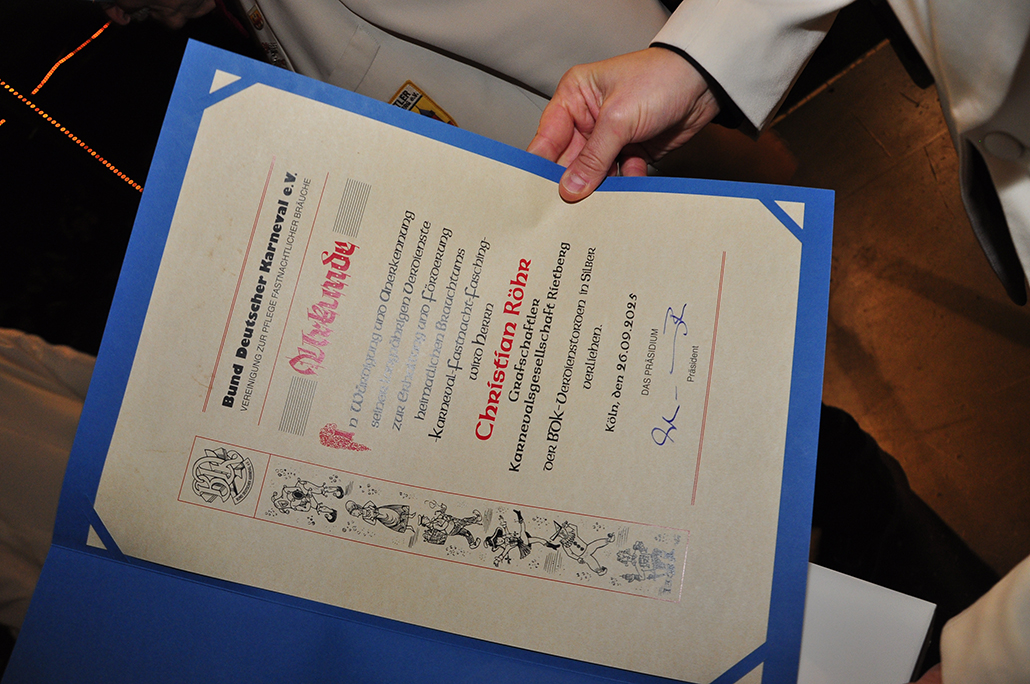 Bund Deutscher Karneval e.V.
VEREINIGUNG ZUR PFLEGE FASTNACHTLICHER BRÄUCHE
Urkunde
In Würdigung und Anerkennung
seiner langjährigen Verdienste
zur Erhaltung und Förderung
heimatlichen Brauchtums
Karneval-Fastnacht-Fasching-
wird Herrn
Christian Röhr
Grafschaftler
Karnevalsgesellschaft Rietberg
der BDK-Verdienstorden in Silber
verliehen.
Köln, den 26.09.2025
DAS PRÄSIDIUM
Präsident